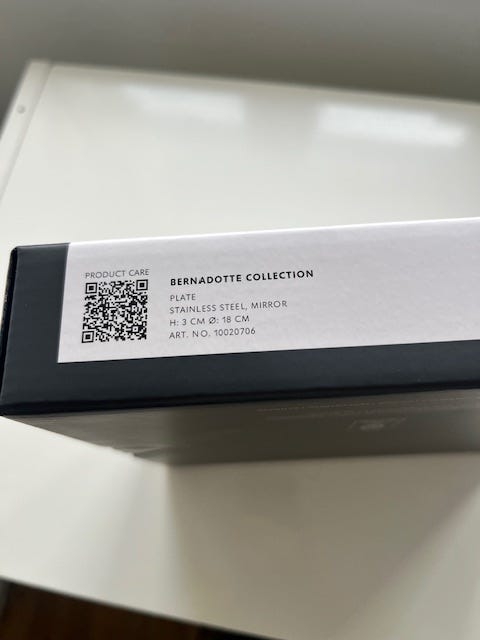 PRODUCT CARE
BERNADOTTE COLLECTION
PLATE
STAINLESS STEEL, MIRROR
H: 3 CM Ø: 18 CM
ART. NO. 10020706